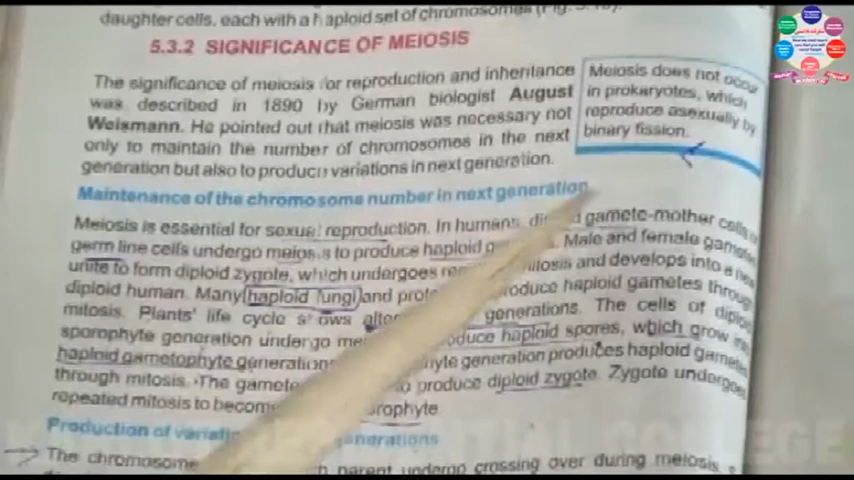 daughter cells, each with a haploid set of chromosomes (Fig.
5.3.2 SIGNIFICANCE OF MEIOSIS
The significance of meiosis for reproduction and inheritance
was described in 1890 by German biologist August
Weismann. He pointed out that meiosis was necessary not
only to maintain the number of chromosomes in the next
generation but also to produce variations in next generation.
Meiosis does not occur
in prokaryotes, which
reproduce asexually by
binary fission.
Maintenance of the chromosome number in next generation
Meiosis is essential for sexual reproduction. In humans, gamete-mother cells
germ line cells undergo meiosis to produce haploid Male and female gametes
unite to form diploid zygote, which undergoes mitosis and develops into a new
diploid human. Many haploid fungi and produce haploid gametes through
mitosis. Plants' life cycle shows generations. The cells of diploid
sporophyte generation undergo produce haploid spores, which grow into
haploid gametophyte generation produces haploid gametes
through mitosis. The to produce diploid zygote. Zygote undergoes
repeated mitosis to become
Production of generations
The chromosome parent undergo crossing over during meiosis